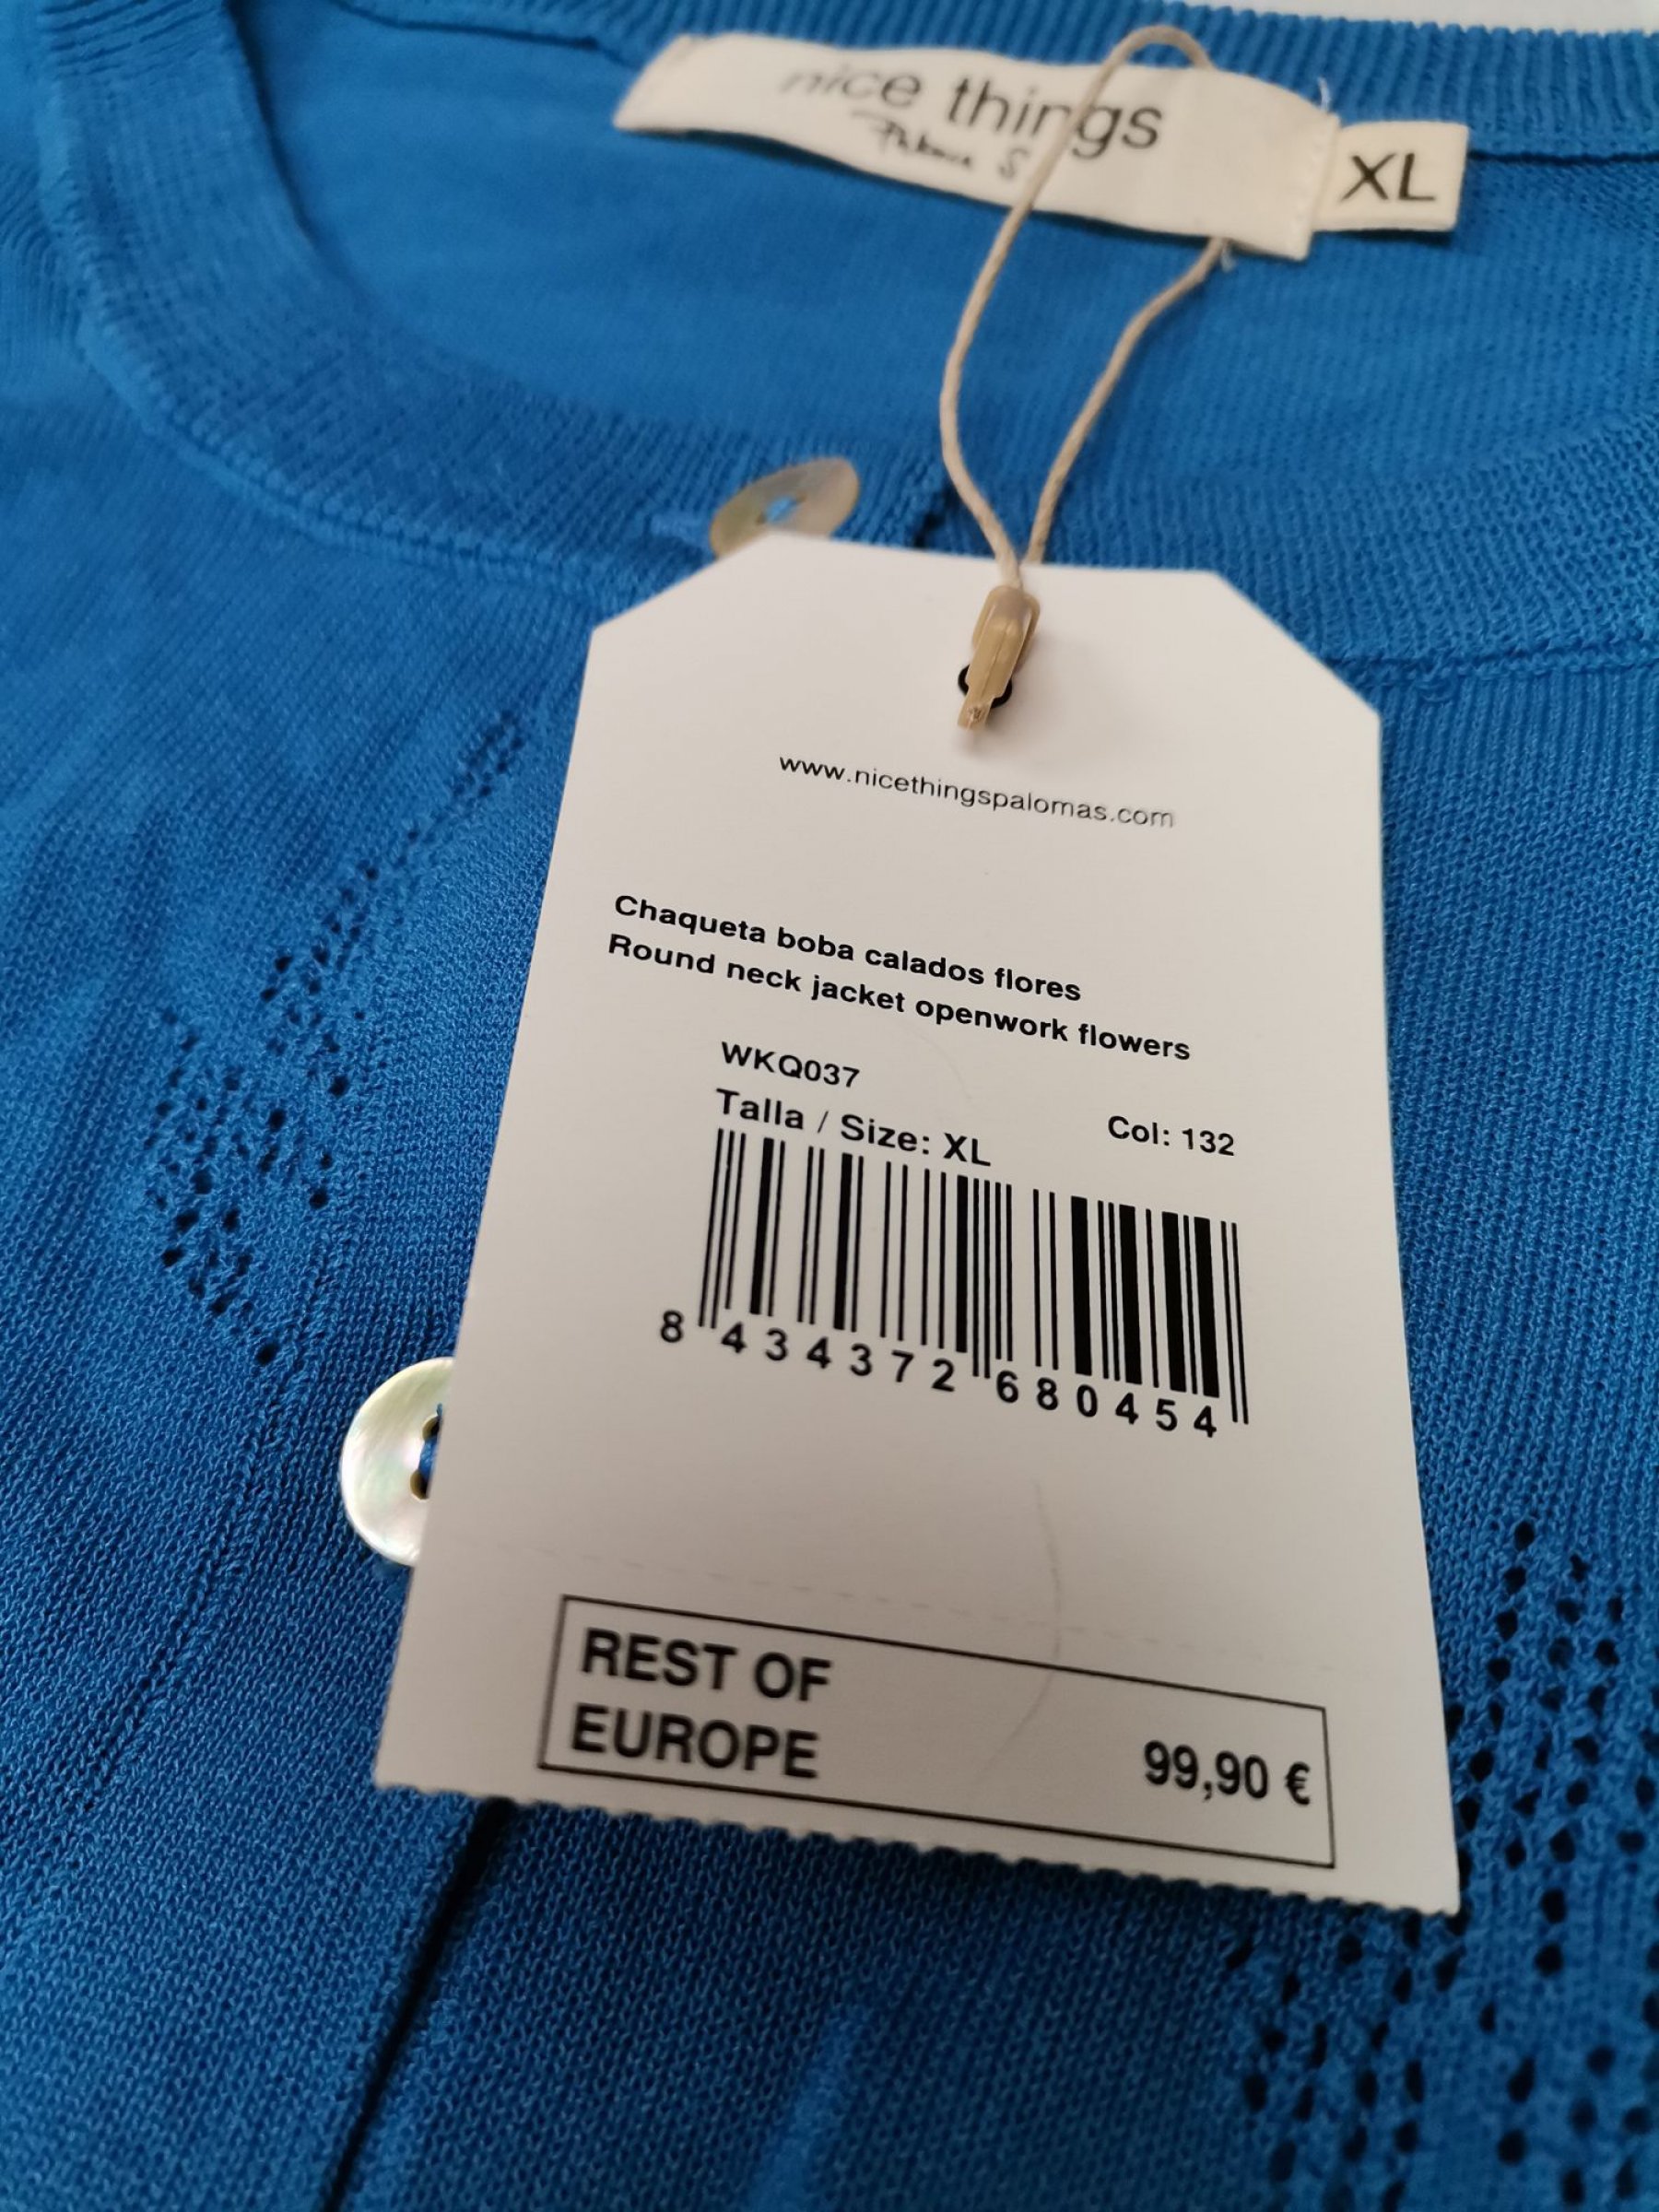 nice things
Paloma S
XL
www.nicethingspalomas.com
Chaqueta boba calados flores
Round neck jacket openwork flowers
WKQ037
Talla / Size: XL
Col: 132
8 434372 680454
REST OF
EUROPE
99,90 €